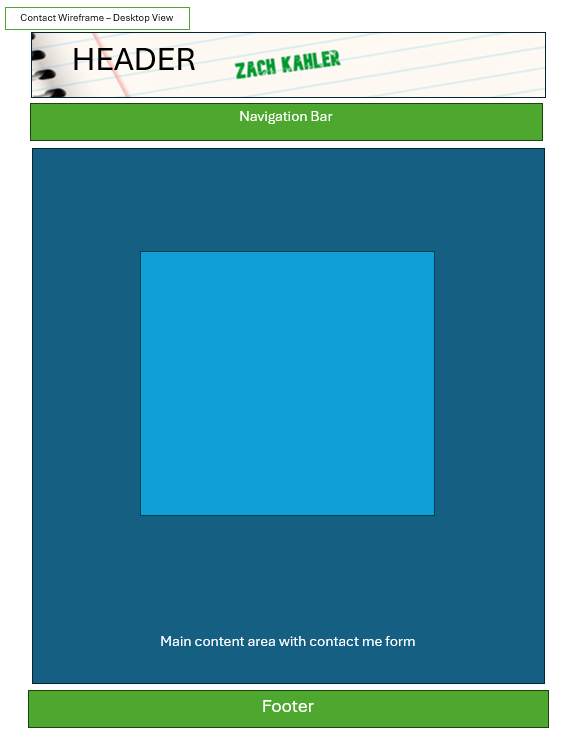 Contact Wireframe – Desktop View
HEADER
ZACH KAHLER
Navigation Bar
Main content area with contact me form
Footer